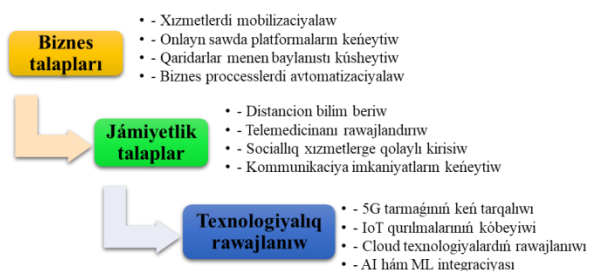 Biznes
talapları
• - Xızmetlerdi mobilizaciyalaw
• - Onlayn sawda platformaların keńeytiw
• - Qaridarlar menen baylanıstı kúsheytiw
• - Biznes proccesslerdi avtomatizaciyalaw
Jámiyetlik
talaplar
• - Distancion bilim beriw
• - Telemedicinanı rawajlandırıw
• - Sociallıq xızmetlerge qolaylı kirisiw
• - Kommunikaciya imkaniyatların keńeytiw
Texnologiyalıq
rawajlanıw
• - 5G tarmaǵınıń keń tarqalıwı
• - IoT qurılmalarınıń kóbeyiwi
• - Cloud texnologiyalardıń rawajlanıwı
• - AI hám ML integraciyası